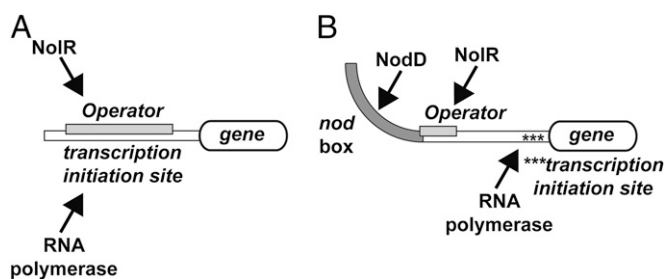 A
NolR
Operator
gene
transcription
initiation site
RNA
polymerase
B
NodD
NolR
Operator
nod
box
***
gene
***transcription
initiation site
RNA
polymerase